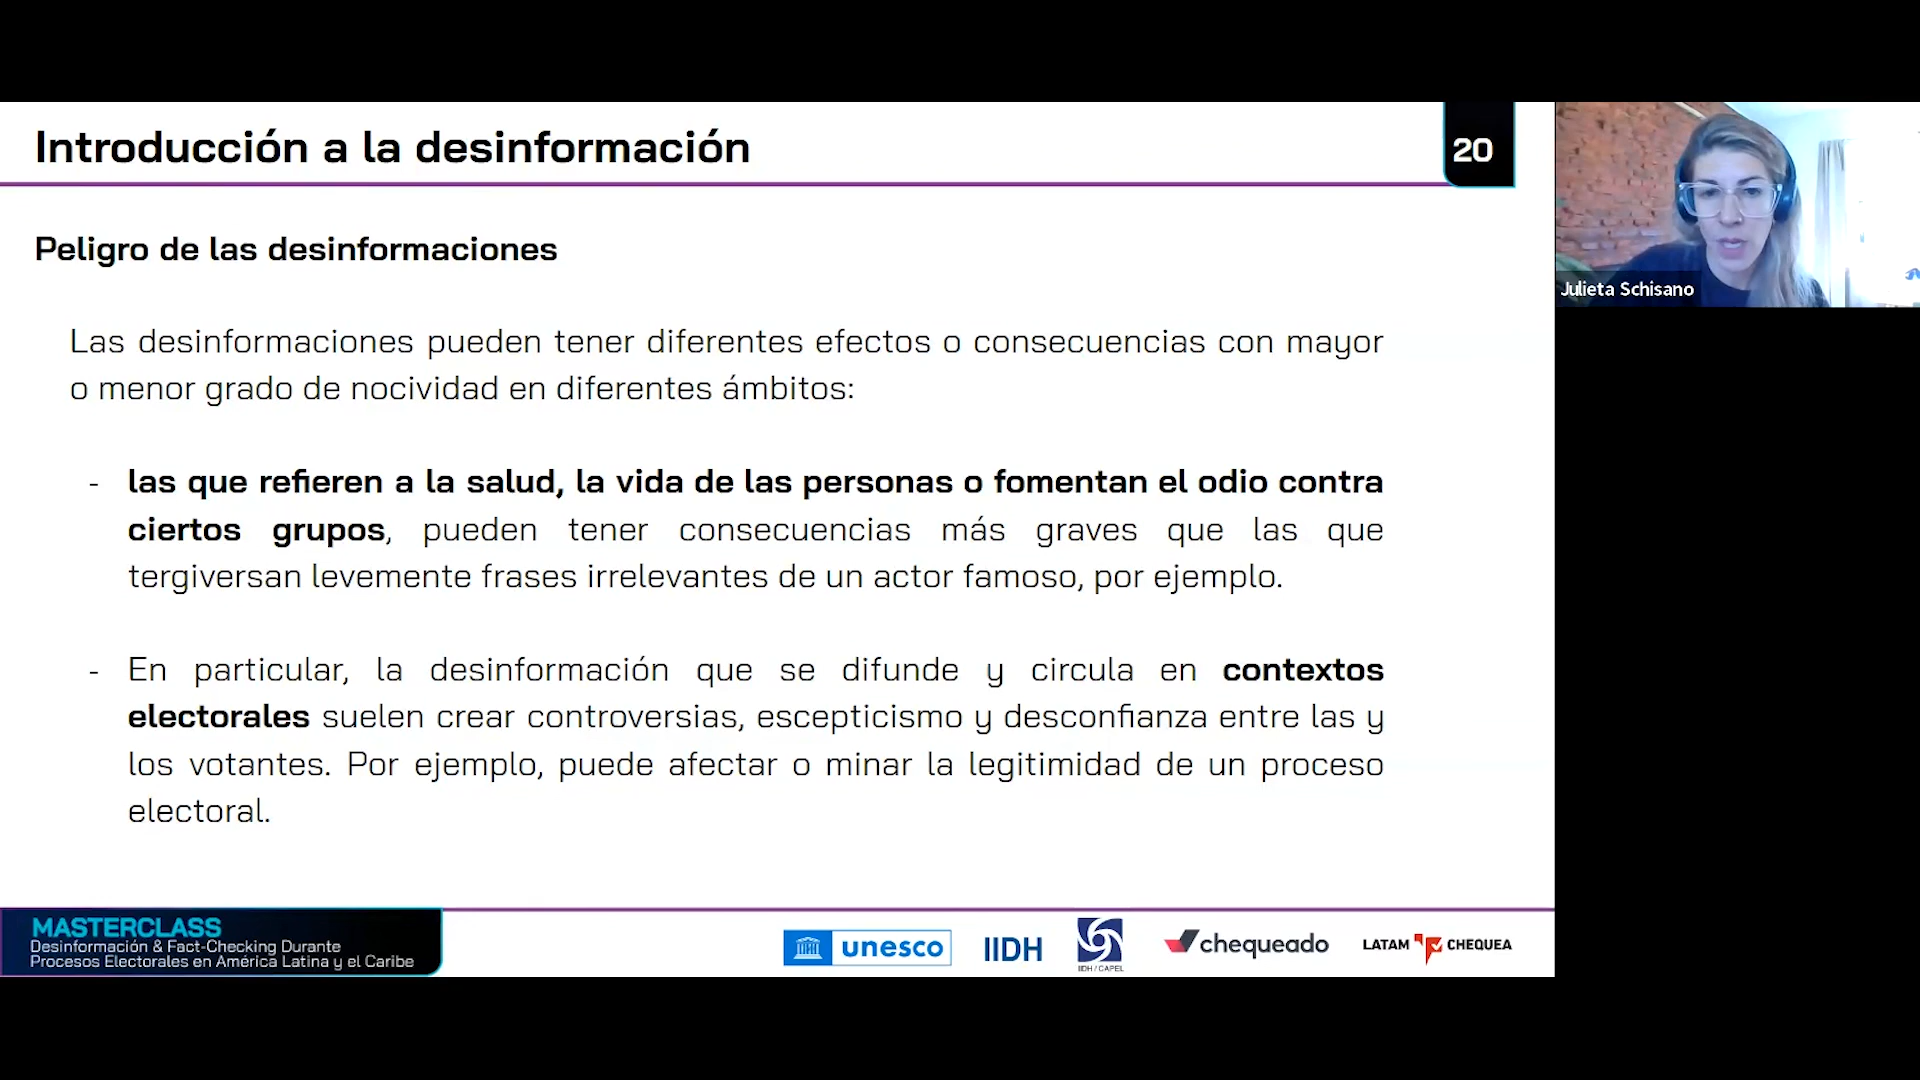 Introducción a la desinformación
20
Peligro de las desinformaciones
Las desinformaciones pueden tener diferentes efectos o consecuencias con mayor
o menor grado de nocividad en diferentes ámbitos:
- las que refieren a la salud, la vida de las personas o fomentan el odio contra
ciertos grupos, pueden tener consecuencias más graves que las que
tergiversan levemente frases irrelevantes de un actor famoso, por ejemplo.
- En particular, la desinformación que se difunde y circula en contextos
electorales suelen crear controversias, escepticismo y desconfianza entre las y
los votantes. Por ejemplo, puede afectar o minar la legitimidad de un proceso
electoral.
Julieta Schisano
MASTERCLASS
Desinformación & Fact-Checking Durante
Procesos Electorales en América Latina y el Caribe
unesco
IIDH
IIDH / CAPEL
chequeado
LATAM CHEQUEA